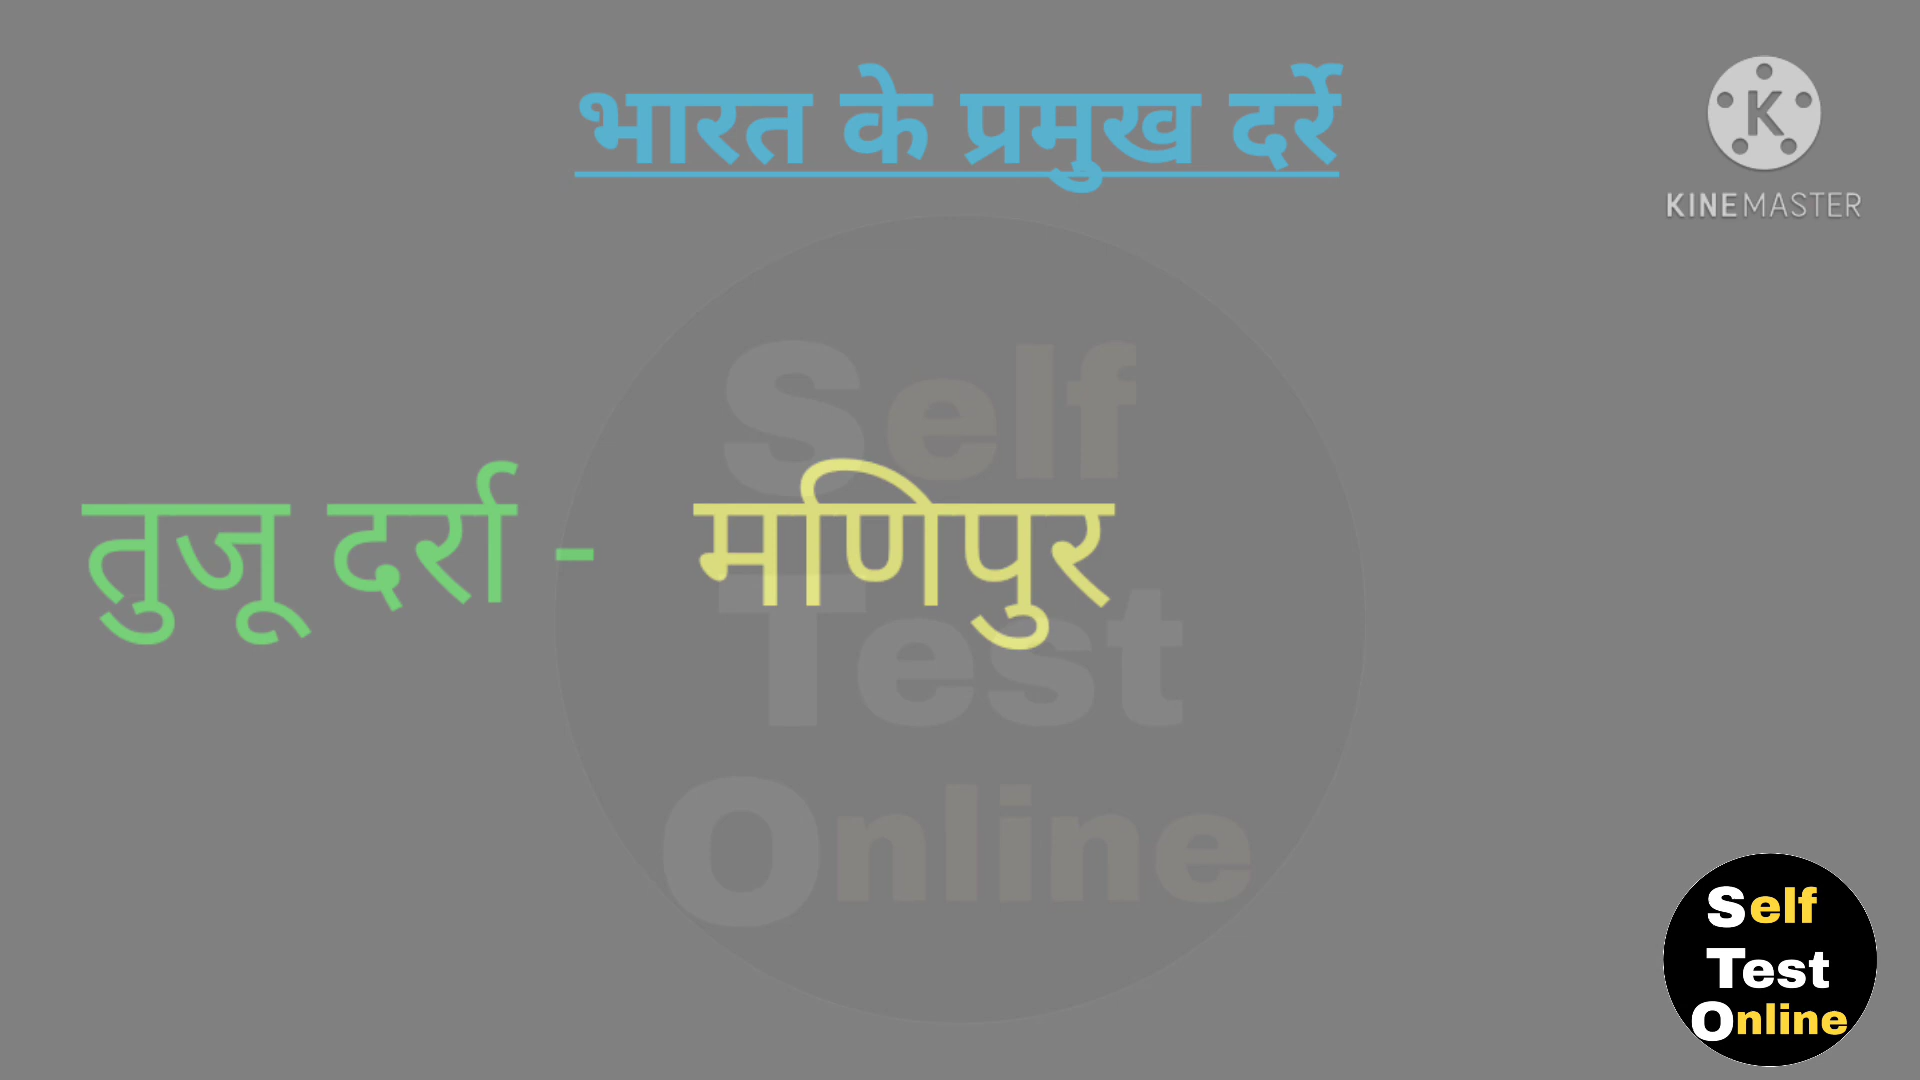 भारत के प्रमुख दर्रे
KINEMASTER
तुजू दर्रा - मणिपुर
Self
Test
Online
Self
Test
Online